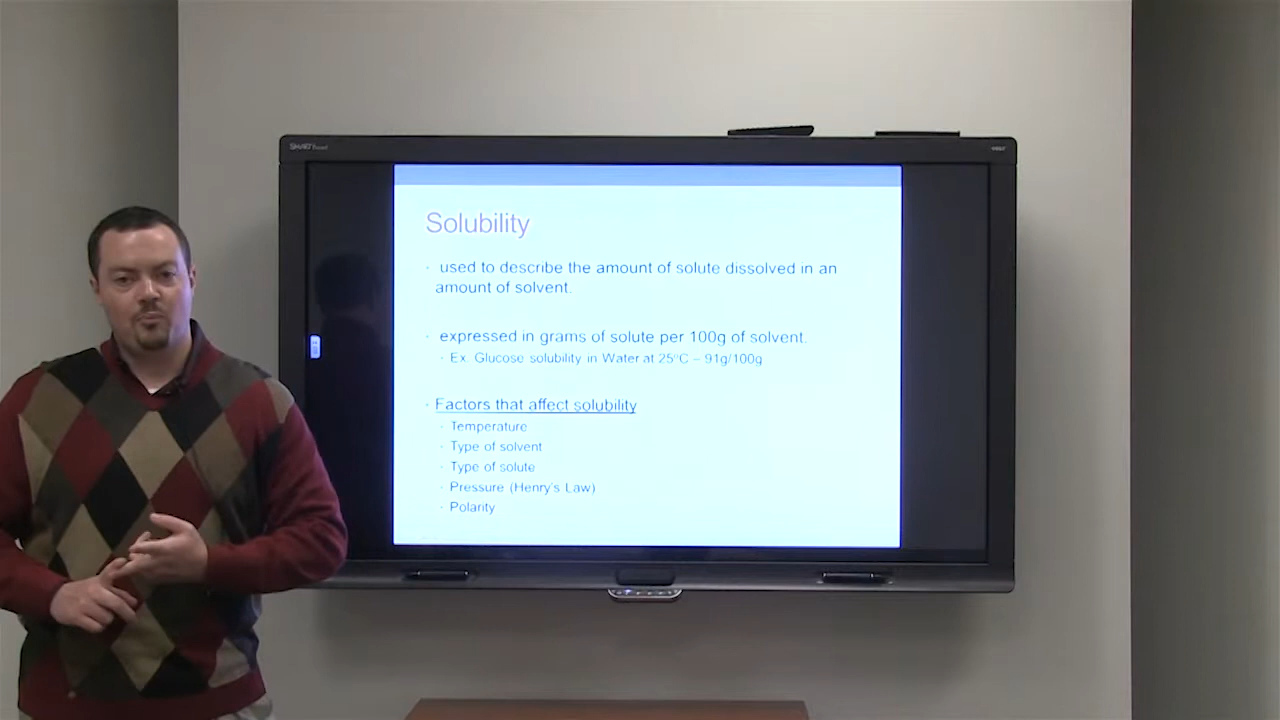 SMART Board
Solubility
· used to describe the amount of solute dissolved in an
amount of solvent.
· expressed in grams of solute per 100g of solvent.
· Ex. Glucose solubility in Water at 25°C – 91g/100g
· Factors that affect solubility
· Temperature
· Type of solvent
· Type of solute
· Pressure (Henry's Law)
· Polarity